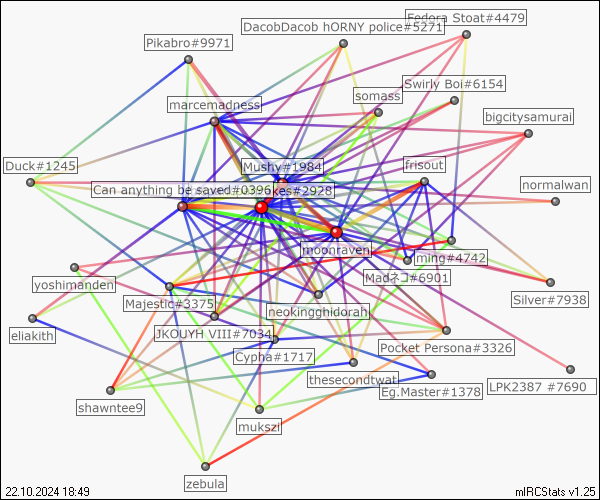 Fedora Stoat#4479
DacobDacob hORNY police#5271
Pikabro#9971
Swirly Boi#6154
somass
marcemadness
bigcitysamurai
Duck#1245
Mushy#1984
frisout
Can anything be saved#0396
okes#2928
normalwan
moonraven
ming#4742
Madネコ#6901
yoshimanden
Majestic#3375
Silver#7938
neokingghidorah
eliakith
JKOUYH VIII#7034
Pocket Persona#3326
Cypha#1717
thesecondtwat
LPK2387 #7690
Eg.Master#1378
shawntee9
mukszil
zebula
22.10.2024 18:49
mIRCStats v1.25